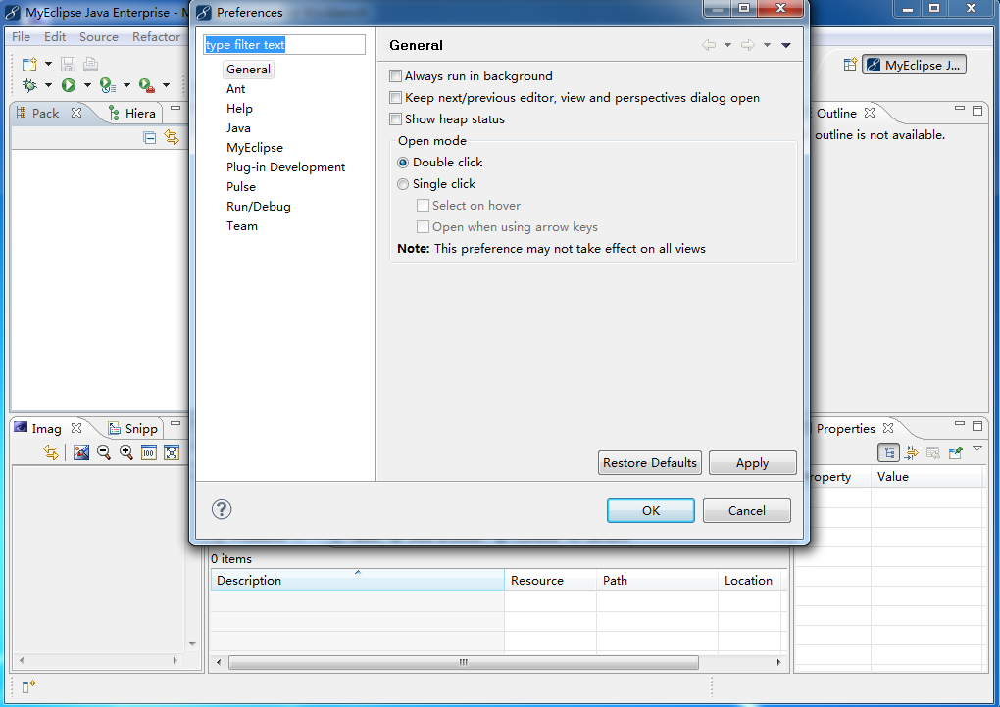 MyEclipse Java Enterprise - M
Preferences
File Edit Source Refactor
type filter text
General
General
Ant
Help
Java
MyEclipse
Plug-in Development
Pulse
Run/Debug
Team
Always run in background
Keep next/previous editor, view and perspectives dialog open
Show heap status
Open mode
Double click
Single click
Select on hover
Open when using arrow keys
Note: This preference may not take effect on all views
Restore Defaults Apply
OK Cancel
MyEclipse J...
Pack Hiera
Outline
outline is not available.
Imag Snipp
100
Properties
roperty Value
0 items
Description Resource Path Location